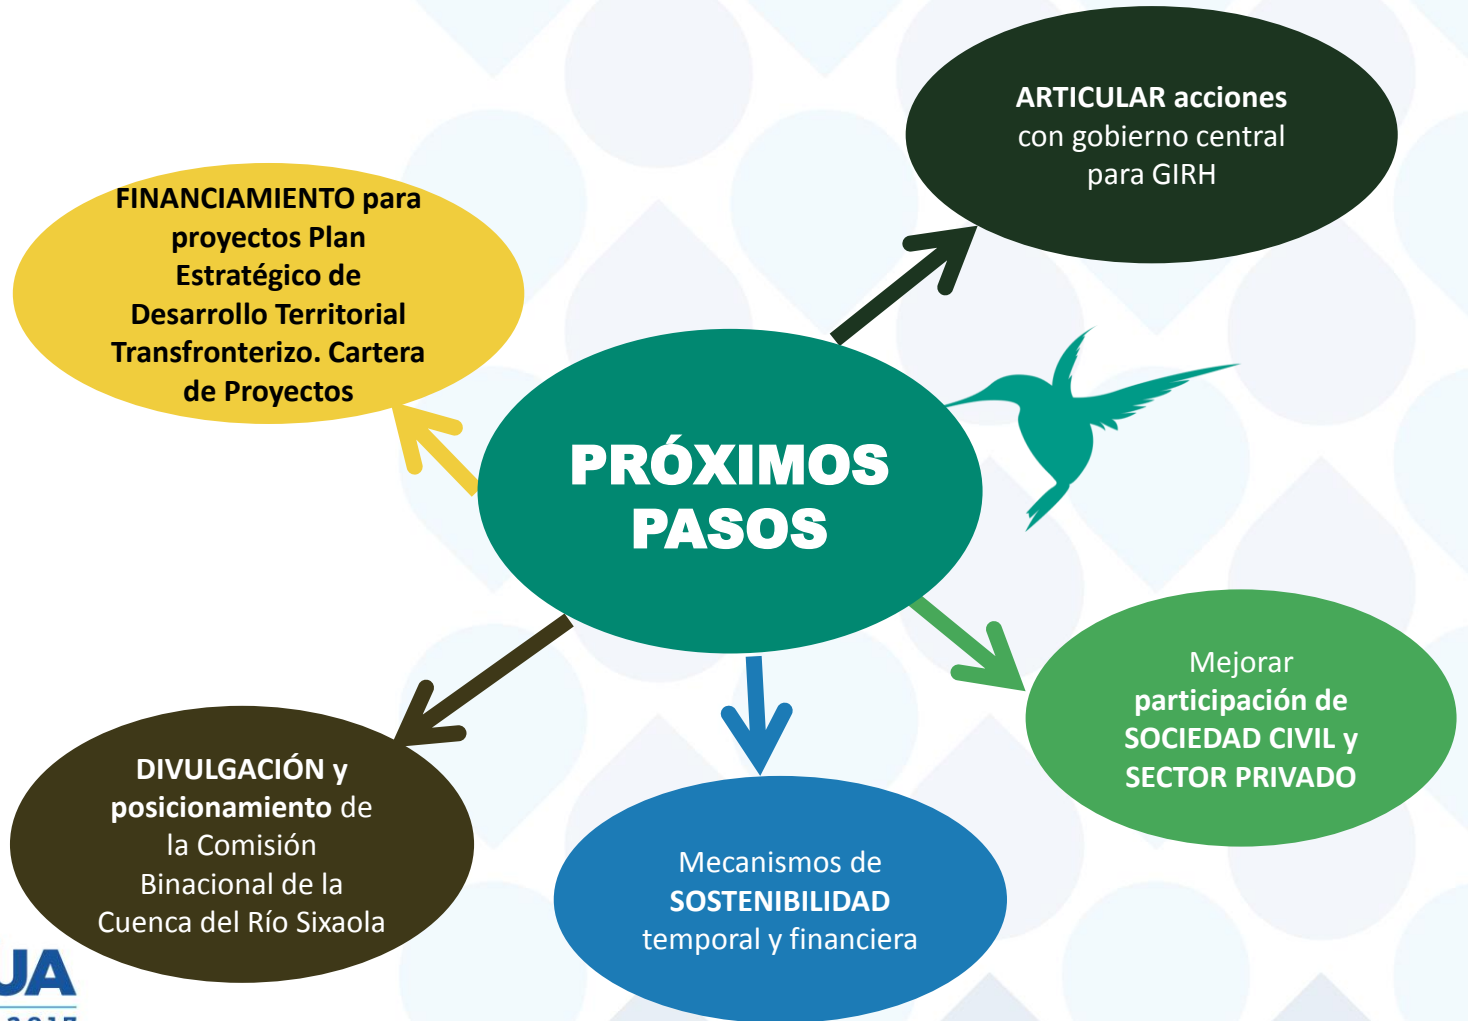 ARTICULAR acciones
con gobierno central
para GIRH
FINANCIAMIENTO para
proyectos Plan
Estratégico de
Desarrollo Territorial
Transfronterizo. Cartera
de Proyectos
PRÓXIMOS
PASOS
Mejorar
participación de
SOCIEDAD CIVIL y
SECTOR PRIVADO
DIVULGACIÓN y
posicionamiento de
la Comisión
Binacional de la
Cuenca del Río Sixaola
Mecanismos de
SOSTENIBILIDAD
temporal y financiera
UA
2017